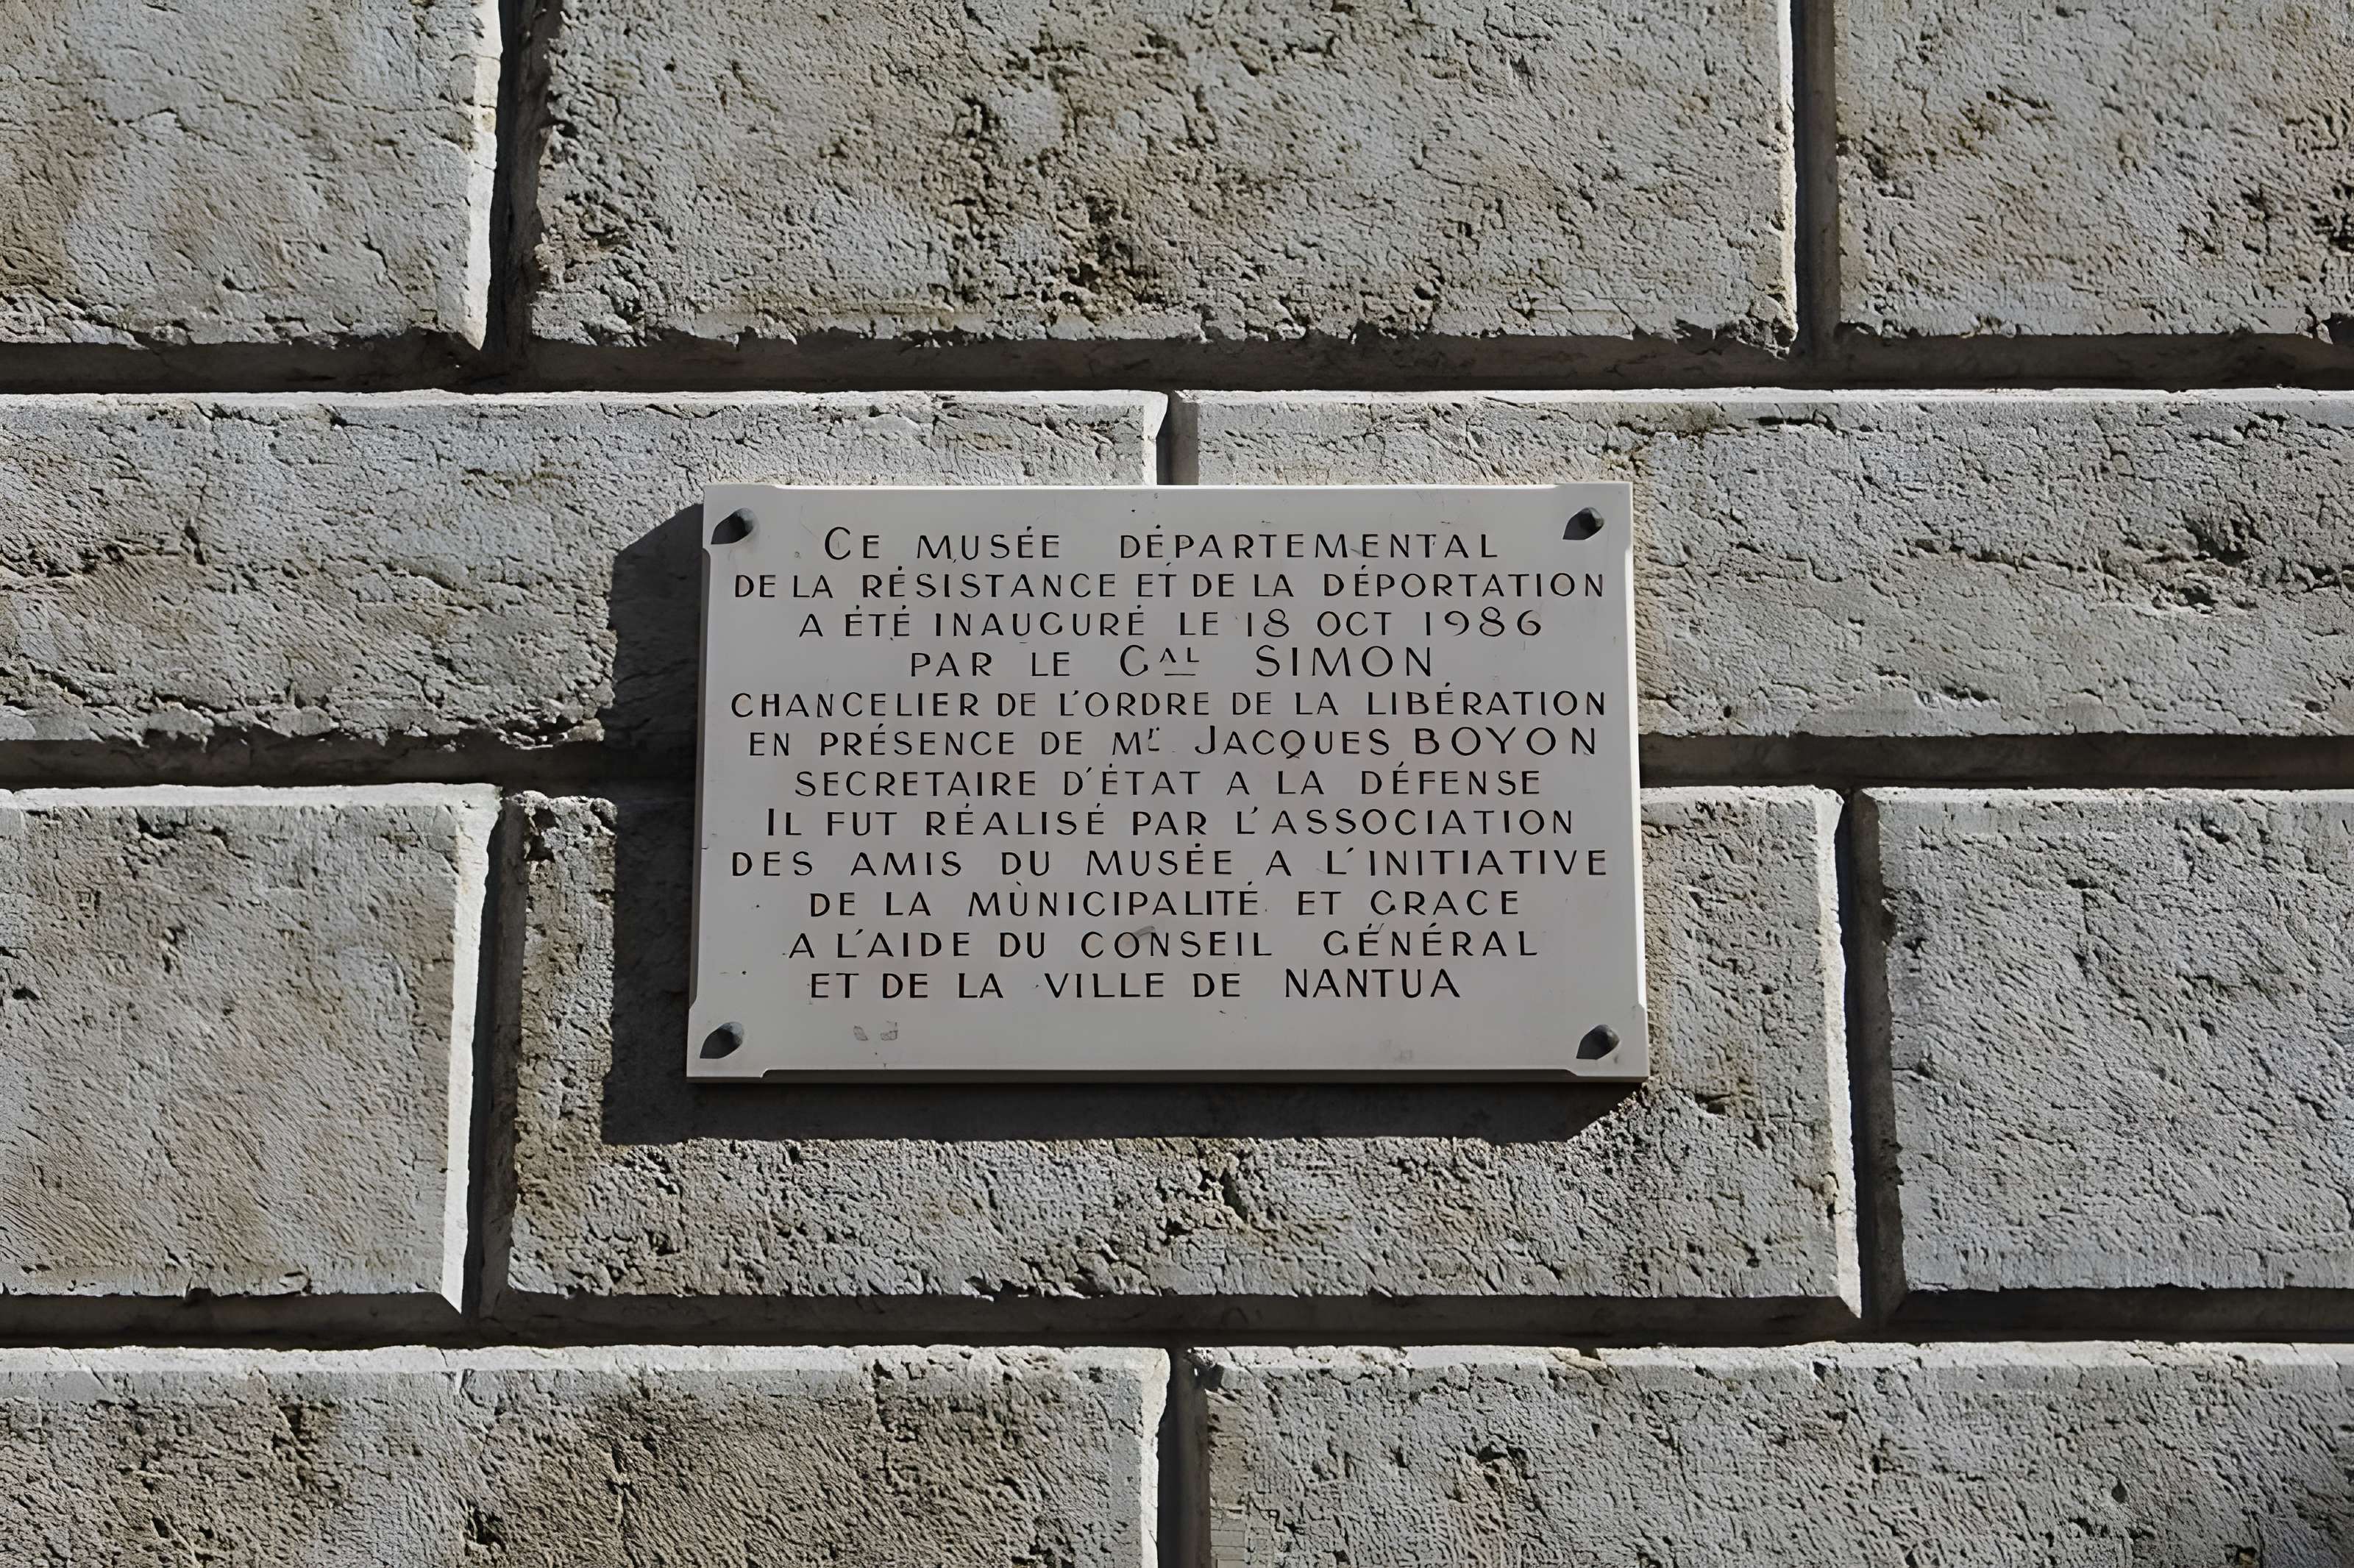 CE MUSÉE DÉPARTEMENTAL
DE LA RÉSISTANCE ET DE LA DÉPORTATION
A ÉTÉ INAUGURÉ LE 18 OCT 1986
PAR LE GAL SIMON
CHANCELIER DE L'ORDRE DE LA LIBÉRATION
EN PRÉSENCE DE Mr JACQUES BOYON
SECRETAIRE D'ÉTAT A LA DÉFENSE
IL FUT RÉALISÉ PAR L'ASSOCIATION
DES AMIS DU MUSÉE A L'INITIATIVE
DE LA MUNICIPALITÉ ET GRACE
A L'AIDE DU CONSEIL GÉNÉRAL
ET DE LA VILLE DE NANTUA